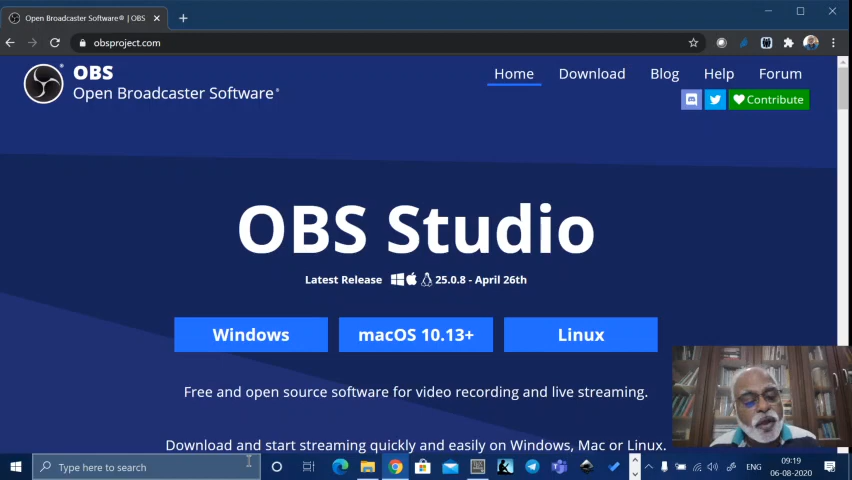 Open Broadcaster Software® | OBS
obsproject.com
OBS
Open Broadcaster Software
Home Download Blog Help Forum
Contribute
OBS Studio
Latest Release 25.0.8 - April 26th
Windows macOS 10.13+ Linux
Free and open source software for video recording and live streaming.
Download and start streaming quickly and easily on Windows, Mac or Linux.
Type here to search
ENG
09:19
06-08-2020